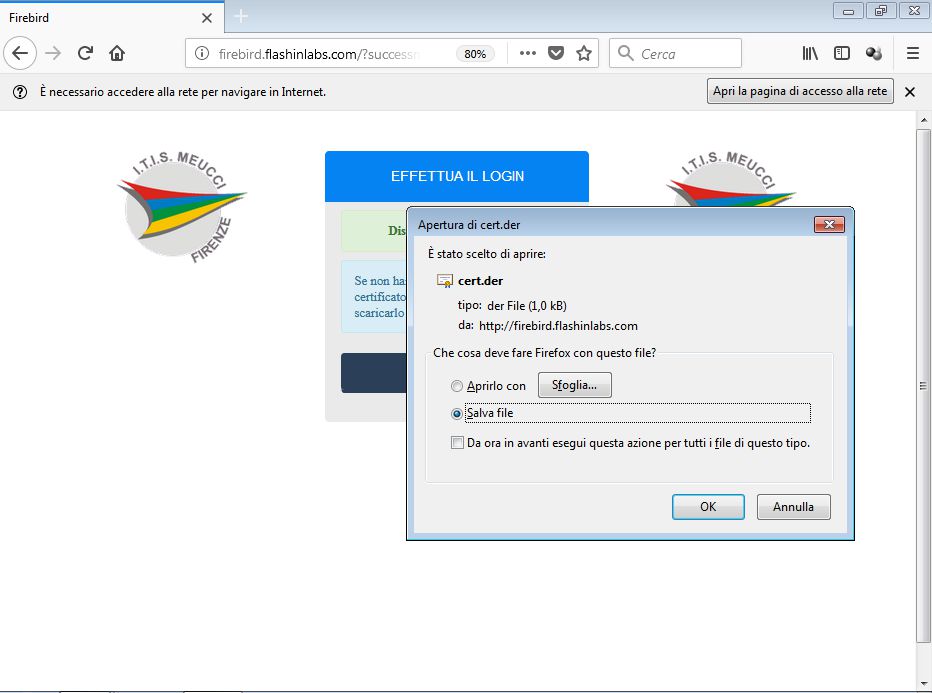 Firebird
firebird.flashinlabs.com/?success
80%
Cerca
È necessario accedere alla rete per navigare in Internet.
Apri la pagina di accesso alla rete
I.T.I.S. MEUCCI
FIRENZE
EFFETTUA IL LOGIN
I.T.I.S. MEUCCI
Dis
Se non ha
certificato
scaricarlo
Apertura di cert.der
È stato scelto di aprire:
cert.der
tipo: der File (1,0 kB)
da: http://firebird.flashinlabs.com
Che cosa deve fare Firefox con questo file?
Aprirlo con
Sfoglia...
Salva file
Da ora in avanti esegui questa azione per tutti i file di questo tipo.
OK
Annulla